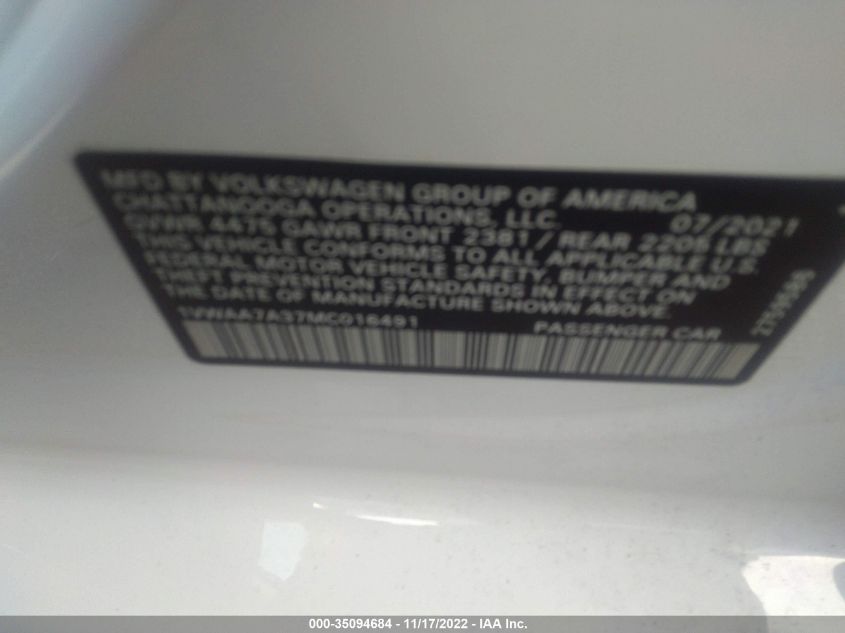 MFD BY VOLKSWAGEN GROUP OF AMERICA
CHATTANOOGA OPERATIONS, LLC. 07/2021
GVWR 4475 GAWR FRONT 2381 / REAR 2205 LBS
THIS VEHICLE CONFORMS TO ALL APPLICABLE U.S.
FEDERAL MOTOR VEHICLE SAFETY, BUMPER AND
THEFT PREVENTION STANDARDS IN EFFECT ON
THE DATE OF MANUFACTURE SHOWN ABOVE.
1VWAA7A37MC016491 PASSENGER CAR
000-35094684 - 11/17/2022 - IAA Inc.